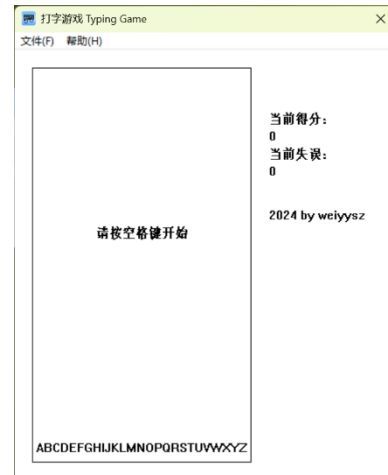 打字游戏 Typing Game
文件(F) 帮助(H)
当前得分：
0
当前失误：
0
2024 by weiyysz
请按空格键开始
ABCDEFGHIJKLMNOPQRSTUVWXYZ